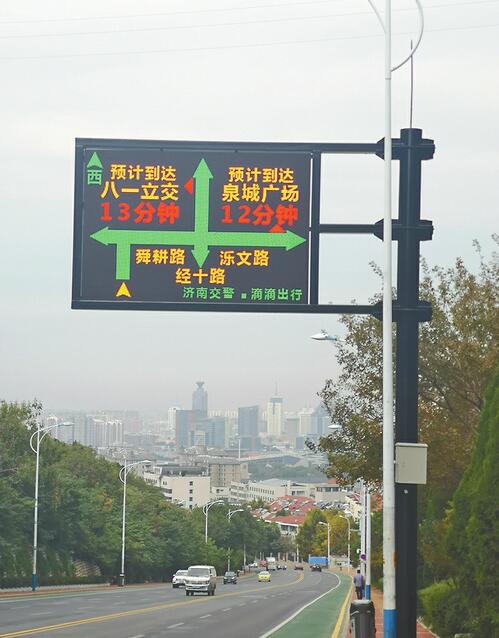 西
预计到达
八一立交
13分钟
预计到达
泉城广场
12分钟
舜耕路
泺文路
经十路
济南交警 . 滴滴出行